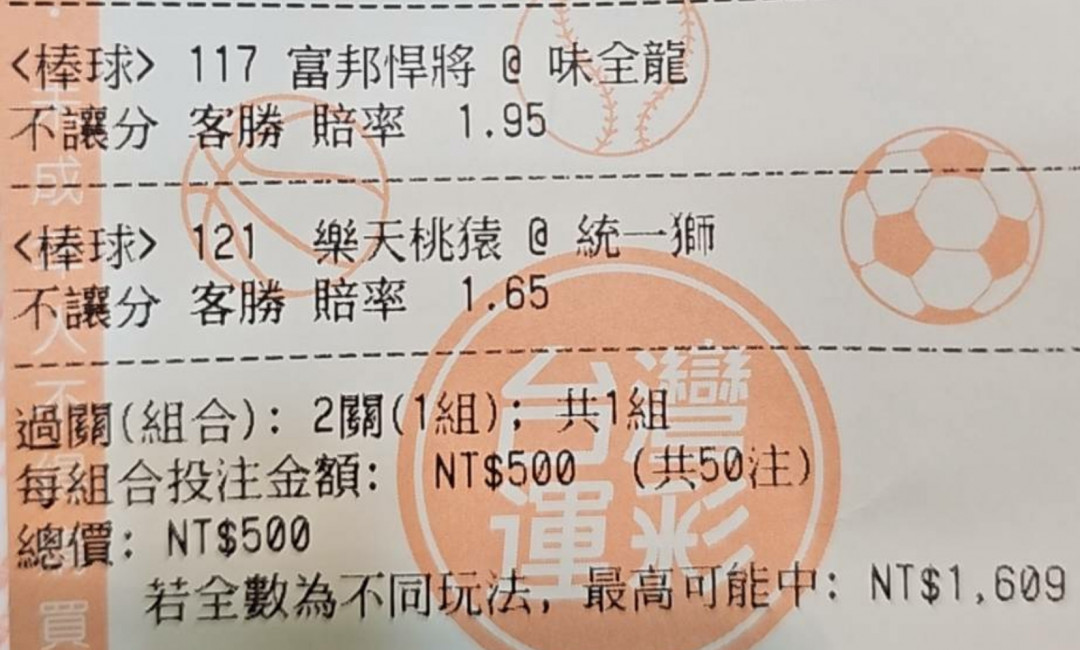 <棒球> 117 富邦悍將 @ 味全龍
不讓分 客勝 賠率 1.95
<棒球> 121 樂天桃猿 @ 統一獅
不讓分 客勝 賠率 1.65
過關(組合): 2關(1組); 共1組
每組合投注金額: NT$500 (共50注)
總價: NT$500
若全數為不同玩法, 最高可能中: NT$1,609
台灣
運彩
成
人
不
買